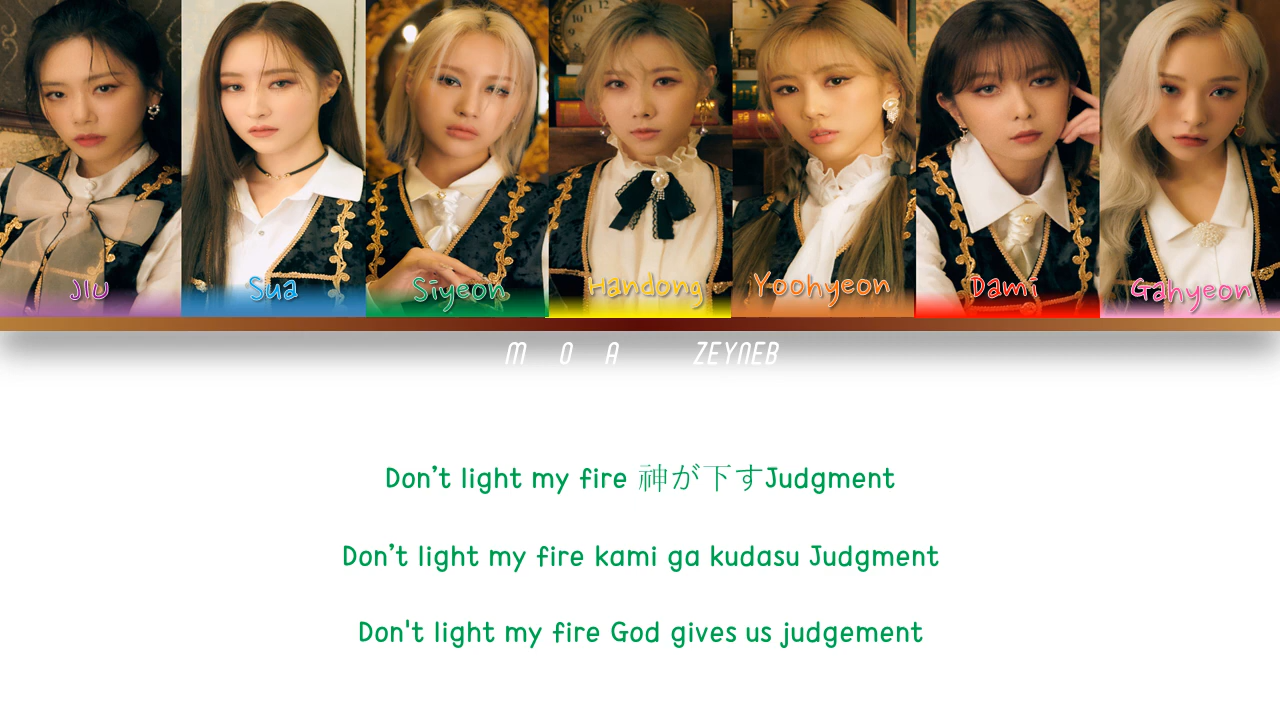 JIU
Sua
Siyeon
Handong
Yoohyeon
Dami
Gahyeon
M O A ZEYNEB
Don’t light my fire 神が下すJudgment
Don’t light my fire kami ga kudasu Judgment
Don't light my fire God gives us judgement